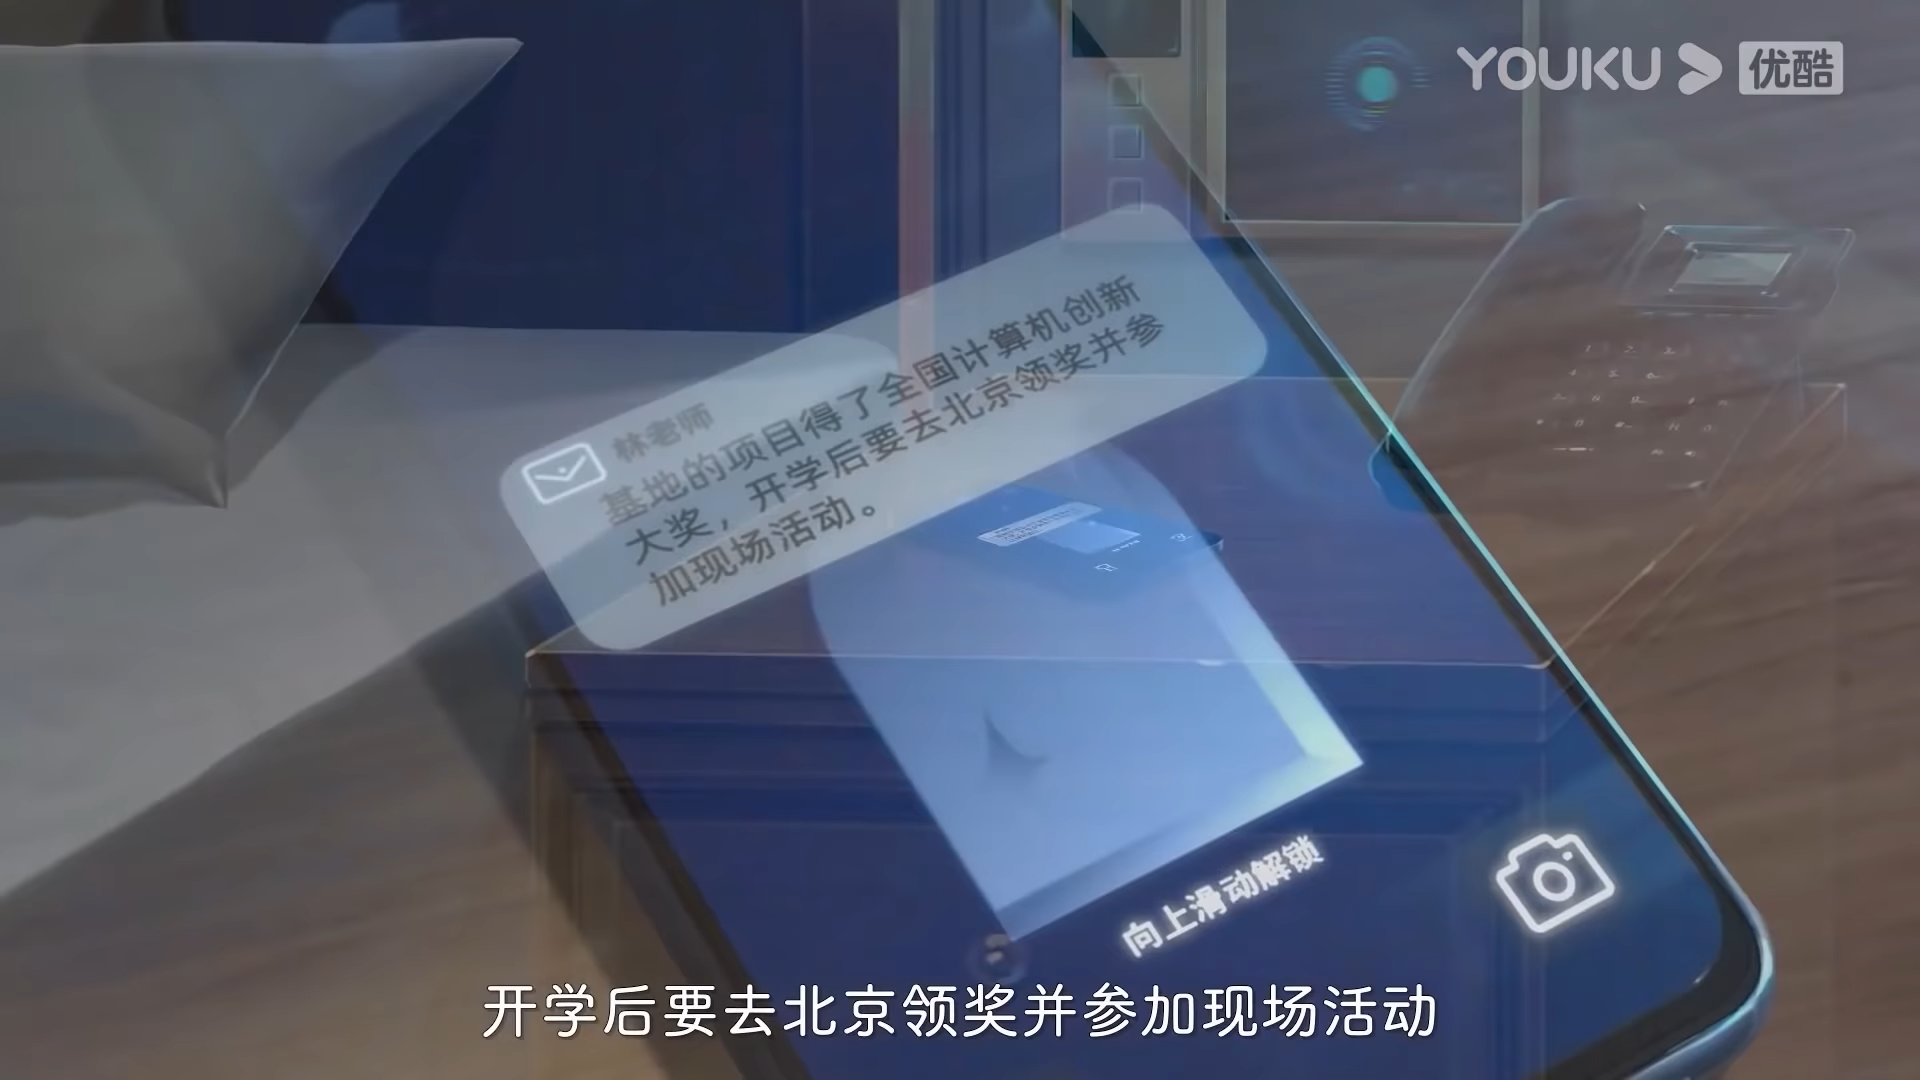 YOUKU 优酷
林老师
基地的项目得了全国计算机创新
大奖，开学后要去北京领奖并参
加现场活动。
向上滑动解锁
开学后要去北京领奖并参加现场活动